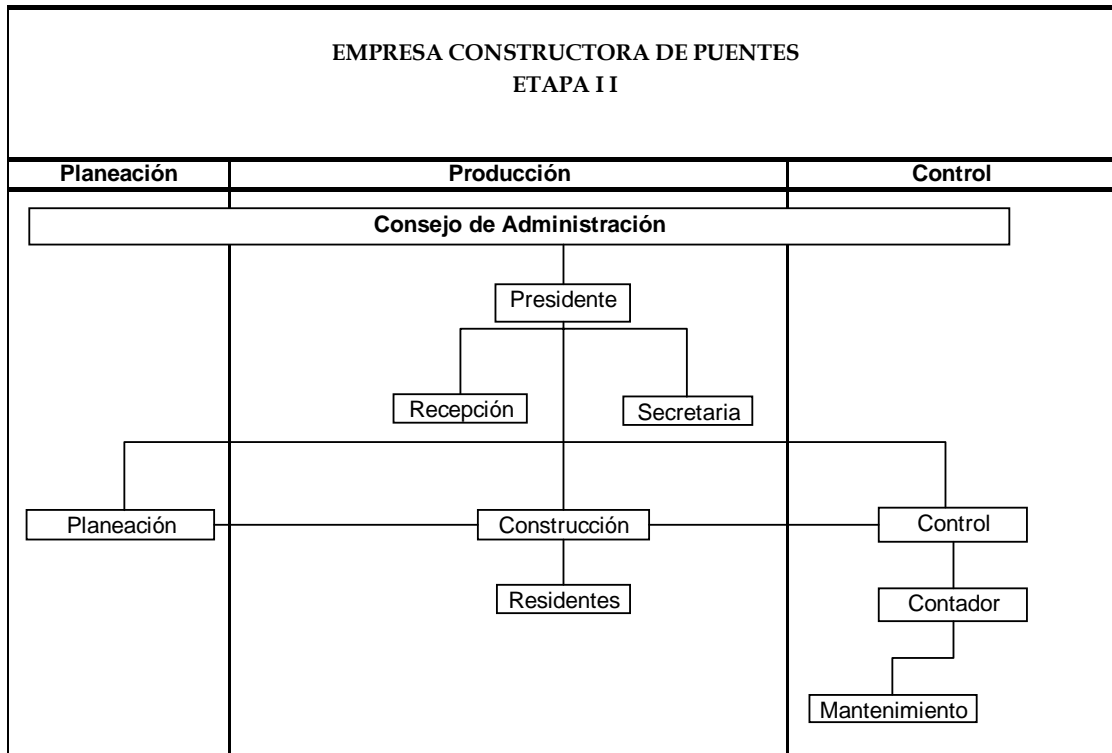 EMPRESA CONSTRUCTORA DE PUENTES
ETAPA I I
Planeación
Producción
Control
Consejo de Administración
Presidente
Recepción
Secretaria
Planeación
Construcción
Control
Residentes
Contador
Mantenimiento